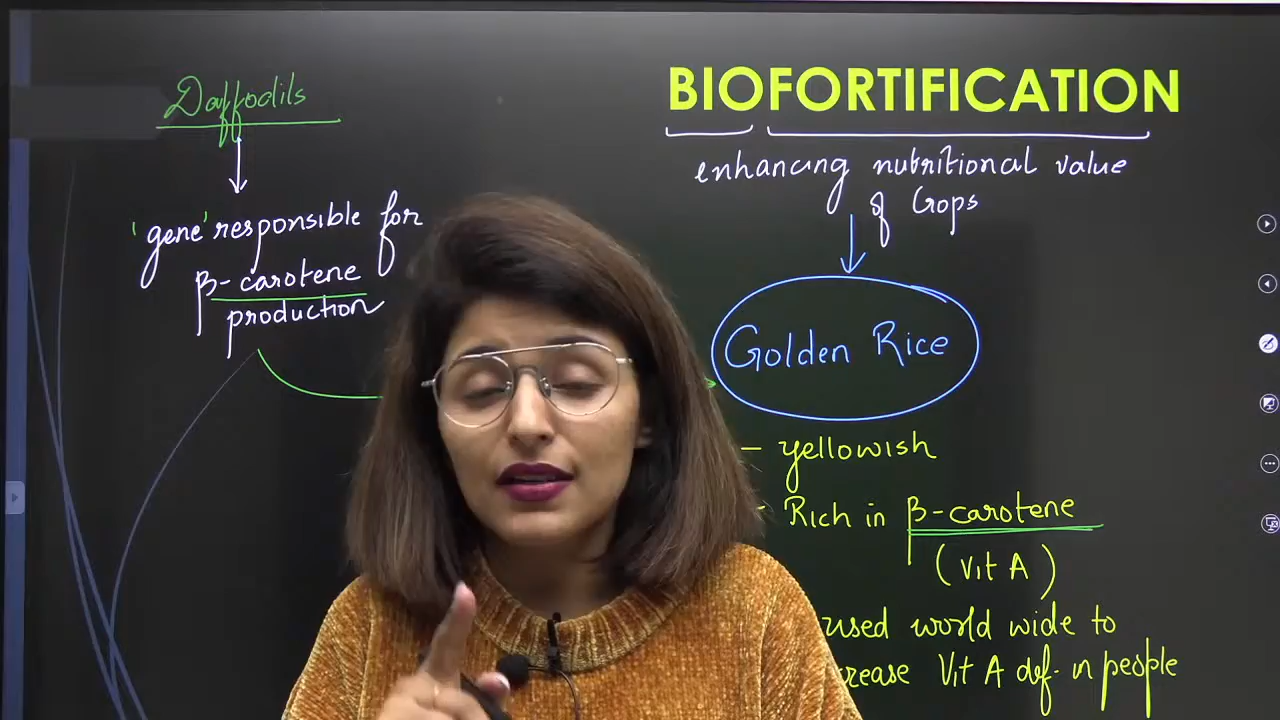 Daffodils
'gene' responsible for
β-carotene
production
BIOFORTIFICATION
enhancing nutritional value
of Crops
Golden Rice
- yellowish
- Rich in β-carotene
(Vit A)
used world wide to
Vit A def. in people